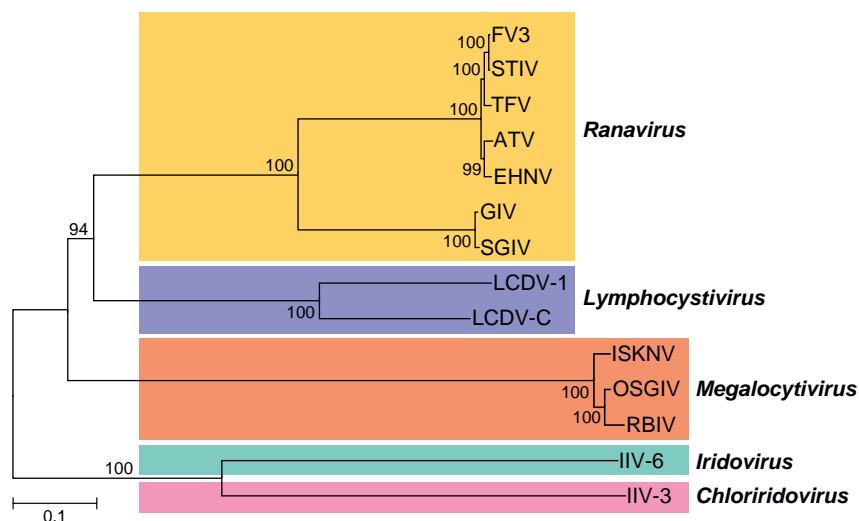 FV3
100
STIV
100
TFV
100
Ranavirus
ATV
99
EHNV
100
GIV
100
SGIV
94
LCDV-1
Lymphocystivirus
100
LCDV-C
ISKNV
100
OSGIV
Megalocytivirus
100
RBIV
100
IIV-6
Iridovirus
IIV-3
Chloriridovirus
0.1